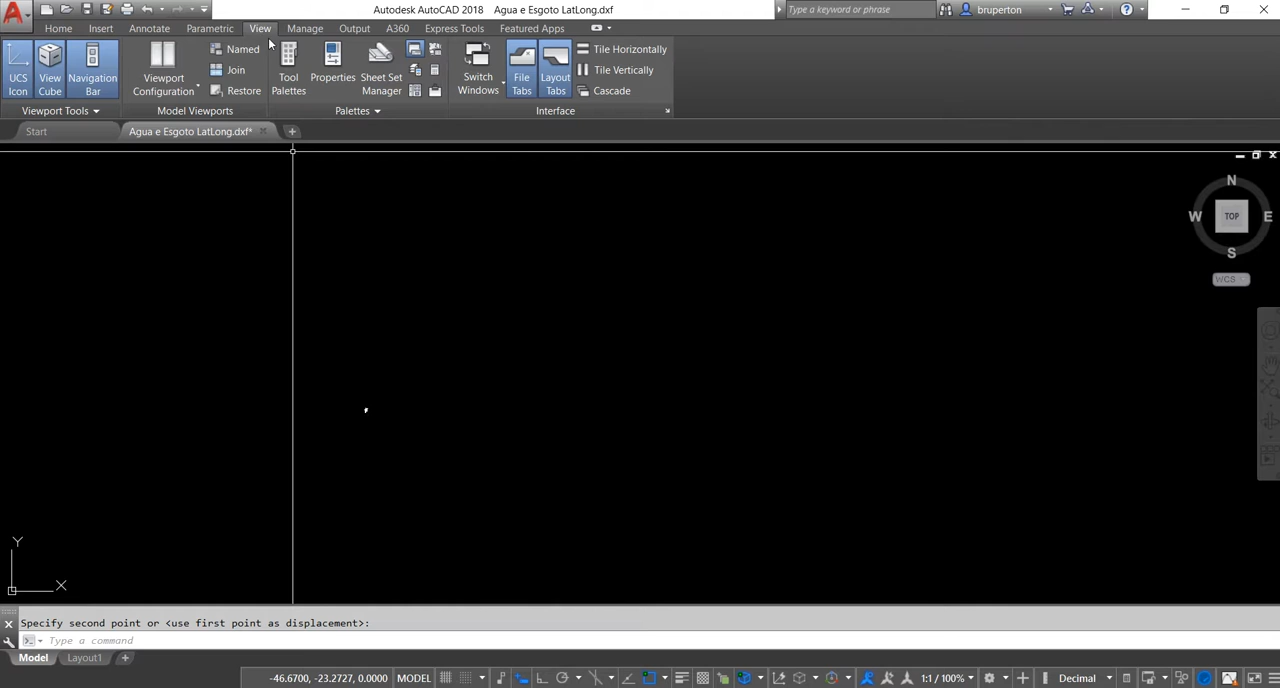 Autodesk AutoCAD 2018 Agua e Esgoto LatLong.dxf
Type a keyword or phrase
bruperton
Home Insert Annotate Parametric View Manage Output A360 Express Tools Featured Apps
UCS Icon
View Cube
Navigation Bar
Viewport Configuration
Named
Join
Restore
Tool Palettes
Properties
Sheet Set Manager
Switch Windows
File Tabs
Layout Tabs
Tile Horizontally
Tile Vertically
Cascade
Viewport Tools Model Viewports Palettes Interface
Start Agua e Esgoto LatLong.dxf*
N
W TOP E
S
WCS
Y
X
Specify second point or <use first point as displacement>:
Type a command
Model Layout1
-46.6700, -23.2727, 0.0000 MODEL 1:1 / 100% Decimal